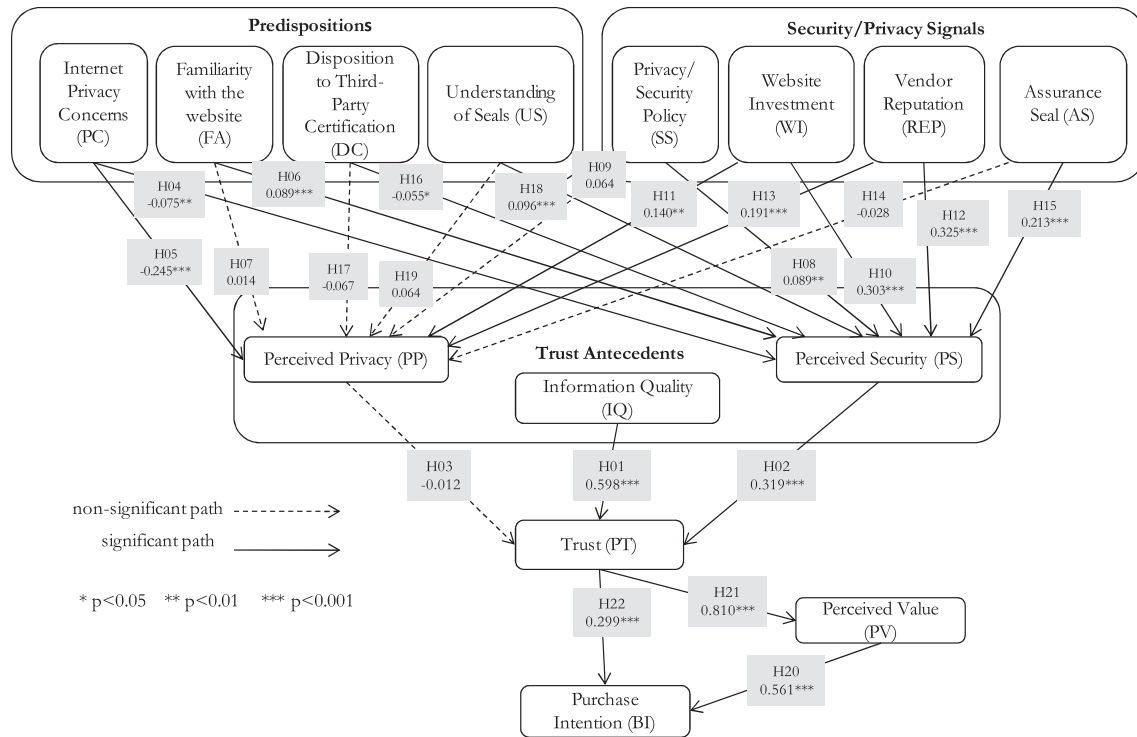 Predispositions
Security/Privacy Signals
Internet
Privacy
Concerns
(PC)
Familiarity
with the
website
(FA)
Disposition
to Third-
Party
Certification
(DC)
Understanding
of Seals (US)
Privacy/
Security
Policy
(SS)
Website
Investment
(WI)
Vendor
Reputation
(REP)
Assurance
Seal (AS)
H04
-0.075**
H06
0.089***
H16
-0.055*
H18
0.096***
H09
0.064
H11
0.140**
H13
0.191***
H14
-0.028
H12
0.325***
H15
0.213***
H05
-0.245***
H07
0.014
H17
-0.067
H19
0.064
H08
0.089**
H10
0.303***
Perceived Privacy (PP)
Trust Antecedents
Perceived Security (PS)
Information Quality
(IQ)
H03
-0.012
H01
0.598***
H02
0.319***
non-significant path
significant path
Trust (PT)
* p<0.05 ** p<0.01 *** p<0.001
H22
0.299***
H21
0.810***
Perceived Value
(PV)
H20
0.561***
Purchase
Intention (BI)